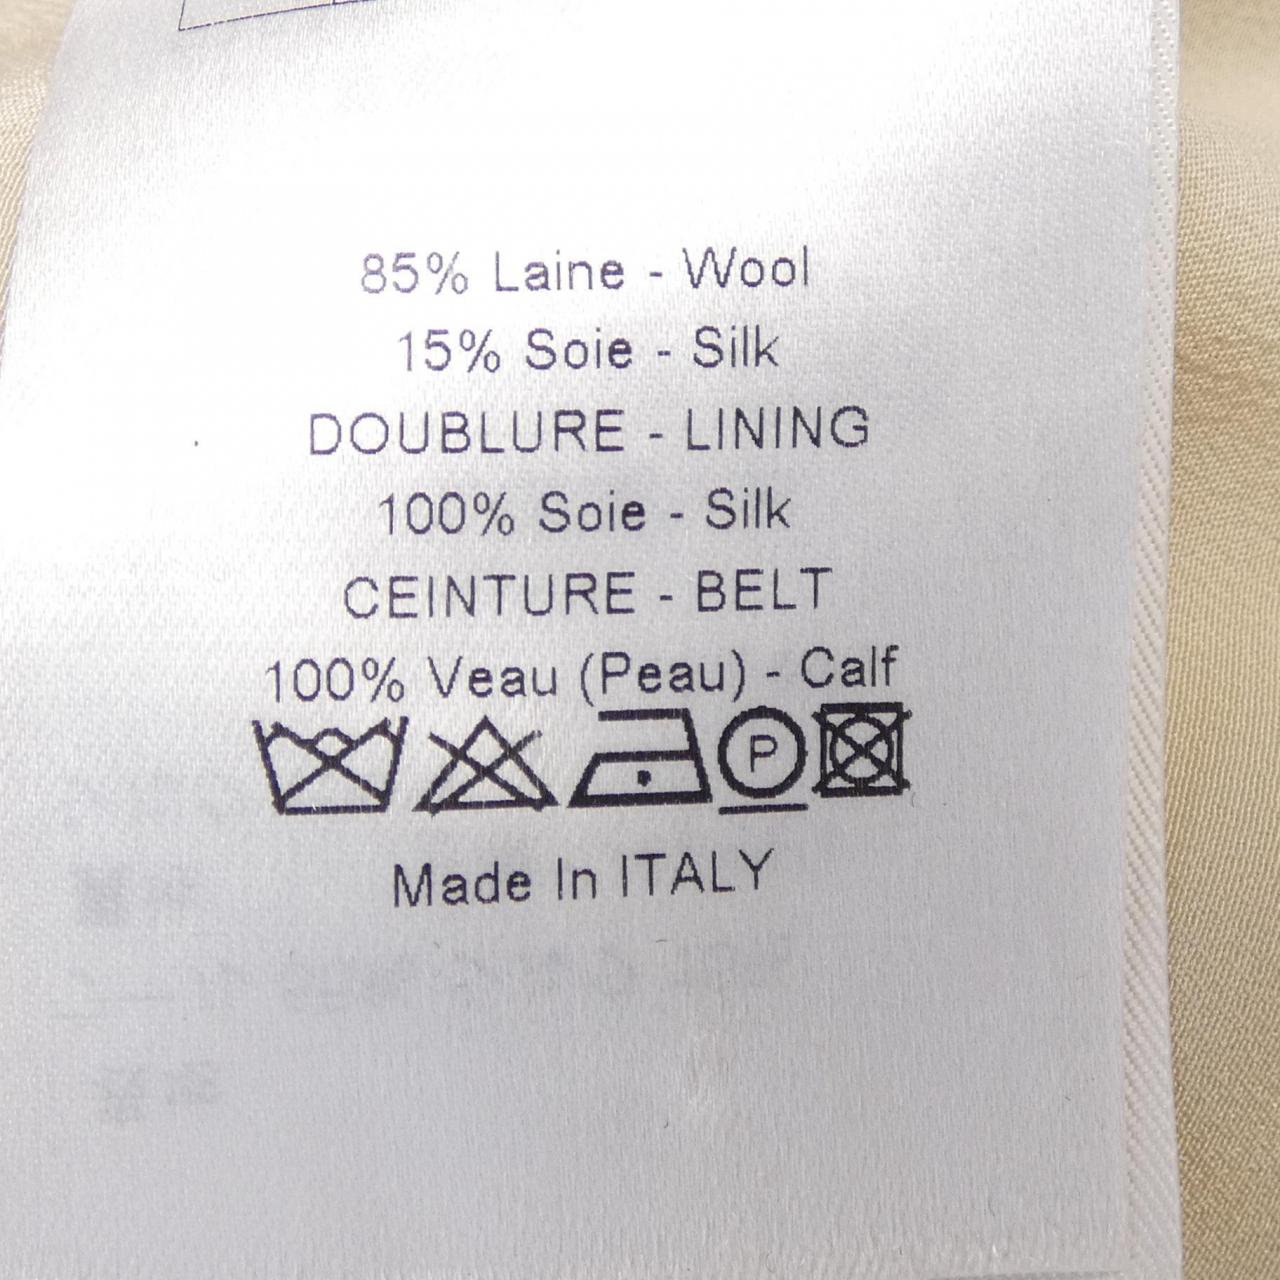 85% Laine - Wool
15% Soie - Silk
DOUBLURE - LINING
100% Soie - Silk
CEINTURE - BELT
100% Veau (Peau) - Calf
P
Made In ITALY